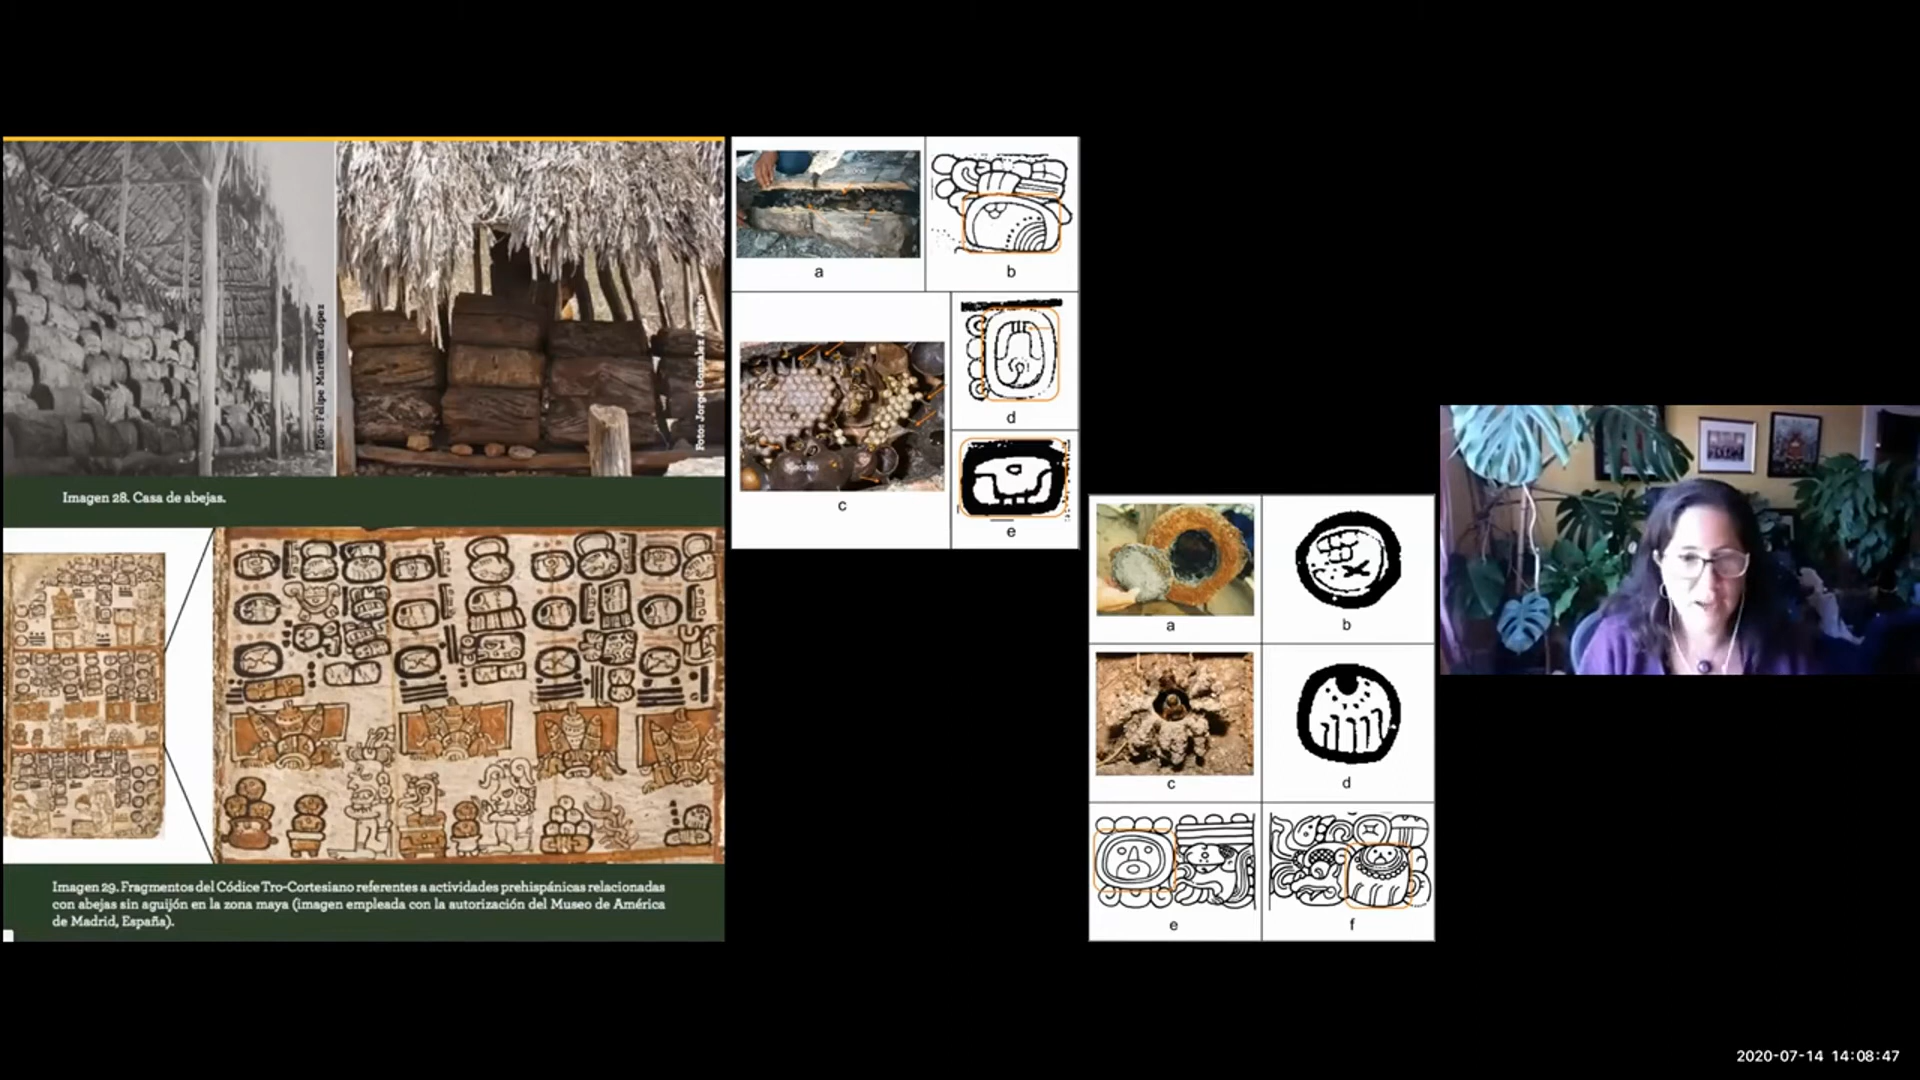 Foto: Felipe Martínez López
Foto: Jorge González Acereto
Imagen 28. Casa de abejas.
Imagen 29. Fragmentos del Códice Tro-Cortesiano referentes a actividades prehispánicas relacionadas
con abejas sin aguijón en la zona maya (imagen empleada con la autorización del Museo de América
de Madrid, España).
Brood
a
b
c
d
e
a
b
c
d
e
f
2020-07-14 14:08:47